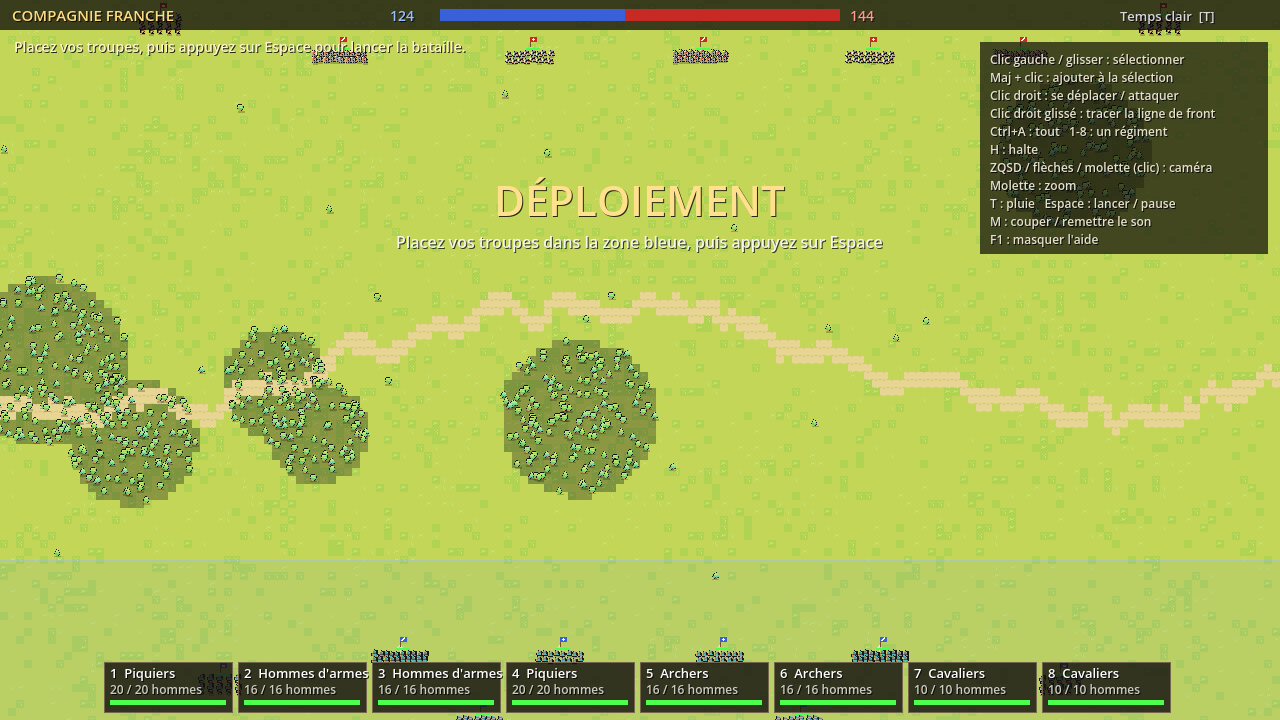 COMPAGNIE FRANCHE
124
144
Temps clair [T]
Placez vos troupes, puis appuyez sur Espace pour lancer la bataille.
Clic gauche / glisser : sélectionner
Maj + clic : ajouter à la sélection
Clic droit : se déplacer / attaquer
Clic droit glissé : tracer la ligne de front
Ctrl+A : tout   1-8 : un régiment
H : halte
ZQSD / flèches / molette (clic) : caméra
Molette : zoom
T : pluie   Espace : lancer / pause
M : couper / remettre le son
F1 : masquer l'aide
DÉPLOIEMENT
Placez vos troupes dans la zone bleue, puis appuyez sur Espace
1 Piquiers
20 / 20 hommes
2 Hommes d'armes
16 / 16 hommes
3 Hommes d'armes
16 / 16 hommes
4 Piquiers
20 / 20 hommes
5 Archers
16 / 16 hommes
6 Archers
16 / 16 hommes
7 Cavaliers
10 / 10 hommes
8 Cavaliers
10 / 10 hommes